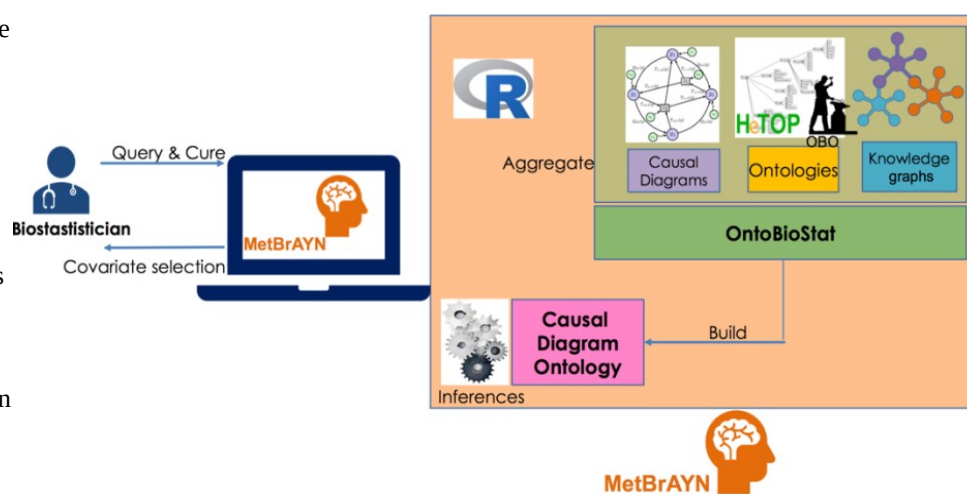 e
s
n
Query & Cure
Biostastistician
Covariate selection
MetBrAYN
R
Aggregate
Causal
Diagrams
HeTOP
OBO
Ontologies
Knowledge
graphs
OntoBioStat
Build
Causal
Diagram
Ontology
Inferences
MetBrAYN